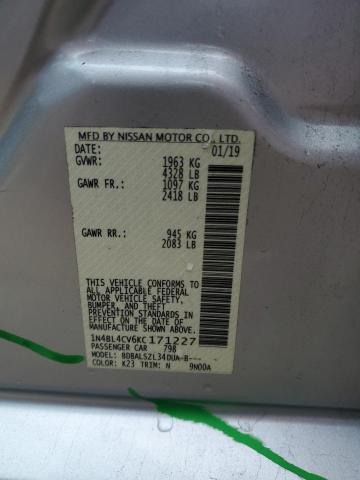 MFD BY NISSAN MOTOR CO., LTD.
DATE: 01/19
GVWR: 1963 KG
4328 LB
GAWR FR: 1097 KG
2418 LB
GAWR RR: 945 KG
2083 LB
THIS VEHICLE CONFORMS TO
ALL APPLICABLE FEDERAL
MOTOR VEHICLE SAFETY,
BUMPER, AND THEFT
PREVENTION STANDARDS
IN EFFECT ON THE DATE OF
MANUFACTURE SHOWN ABOVE.
1N4BL4CV6KC171227
PASSENGER CAR 798
MODEL: BDBALSZL34DUA-B---
COLOR: K23 TRIM: N 9N00A